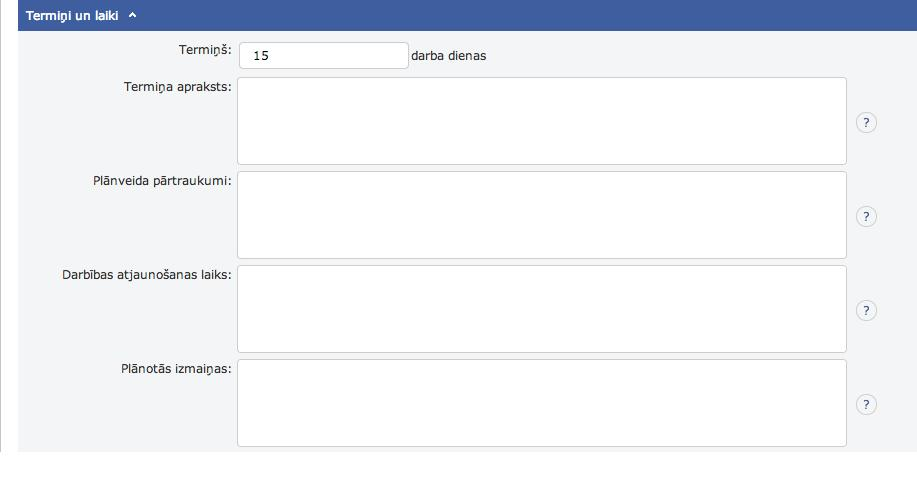 Termiņi un laiki
Termiņš: 15 darba dienas
Termiņa apraksts:
?
Plānveida pārtraukumi:
?
Darbības atjaunošanas laiks:
?
Plānotās izmaiņas:
?